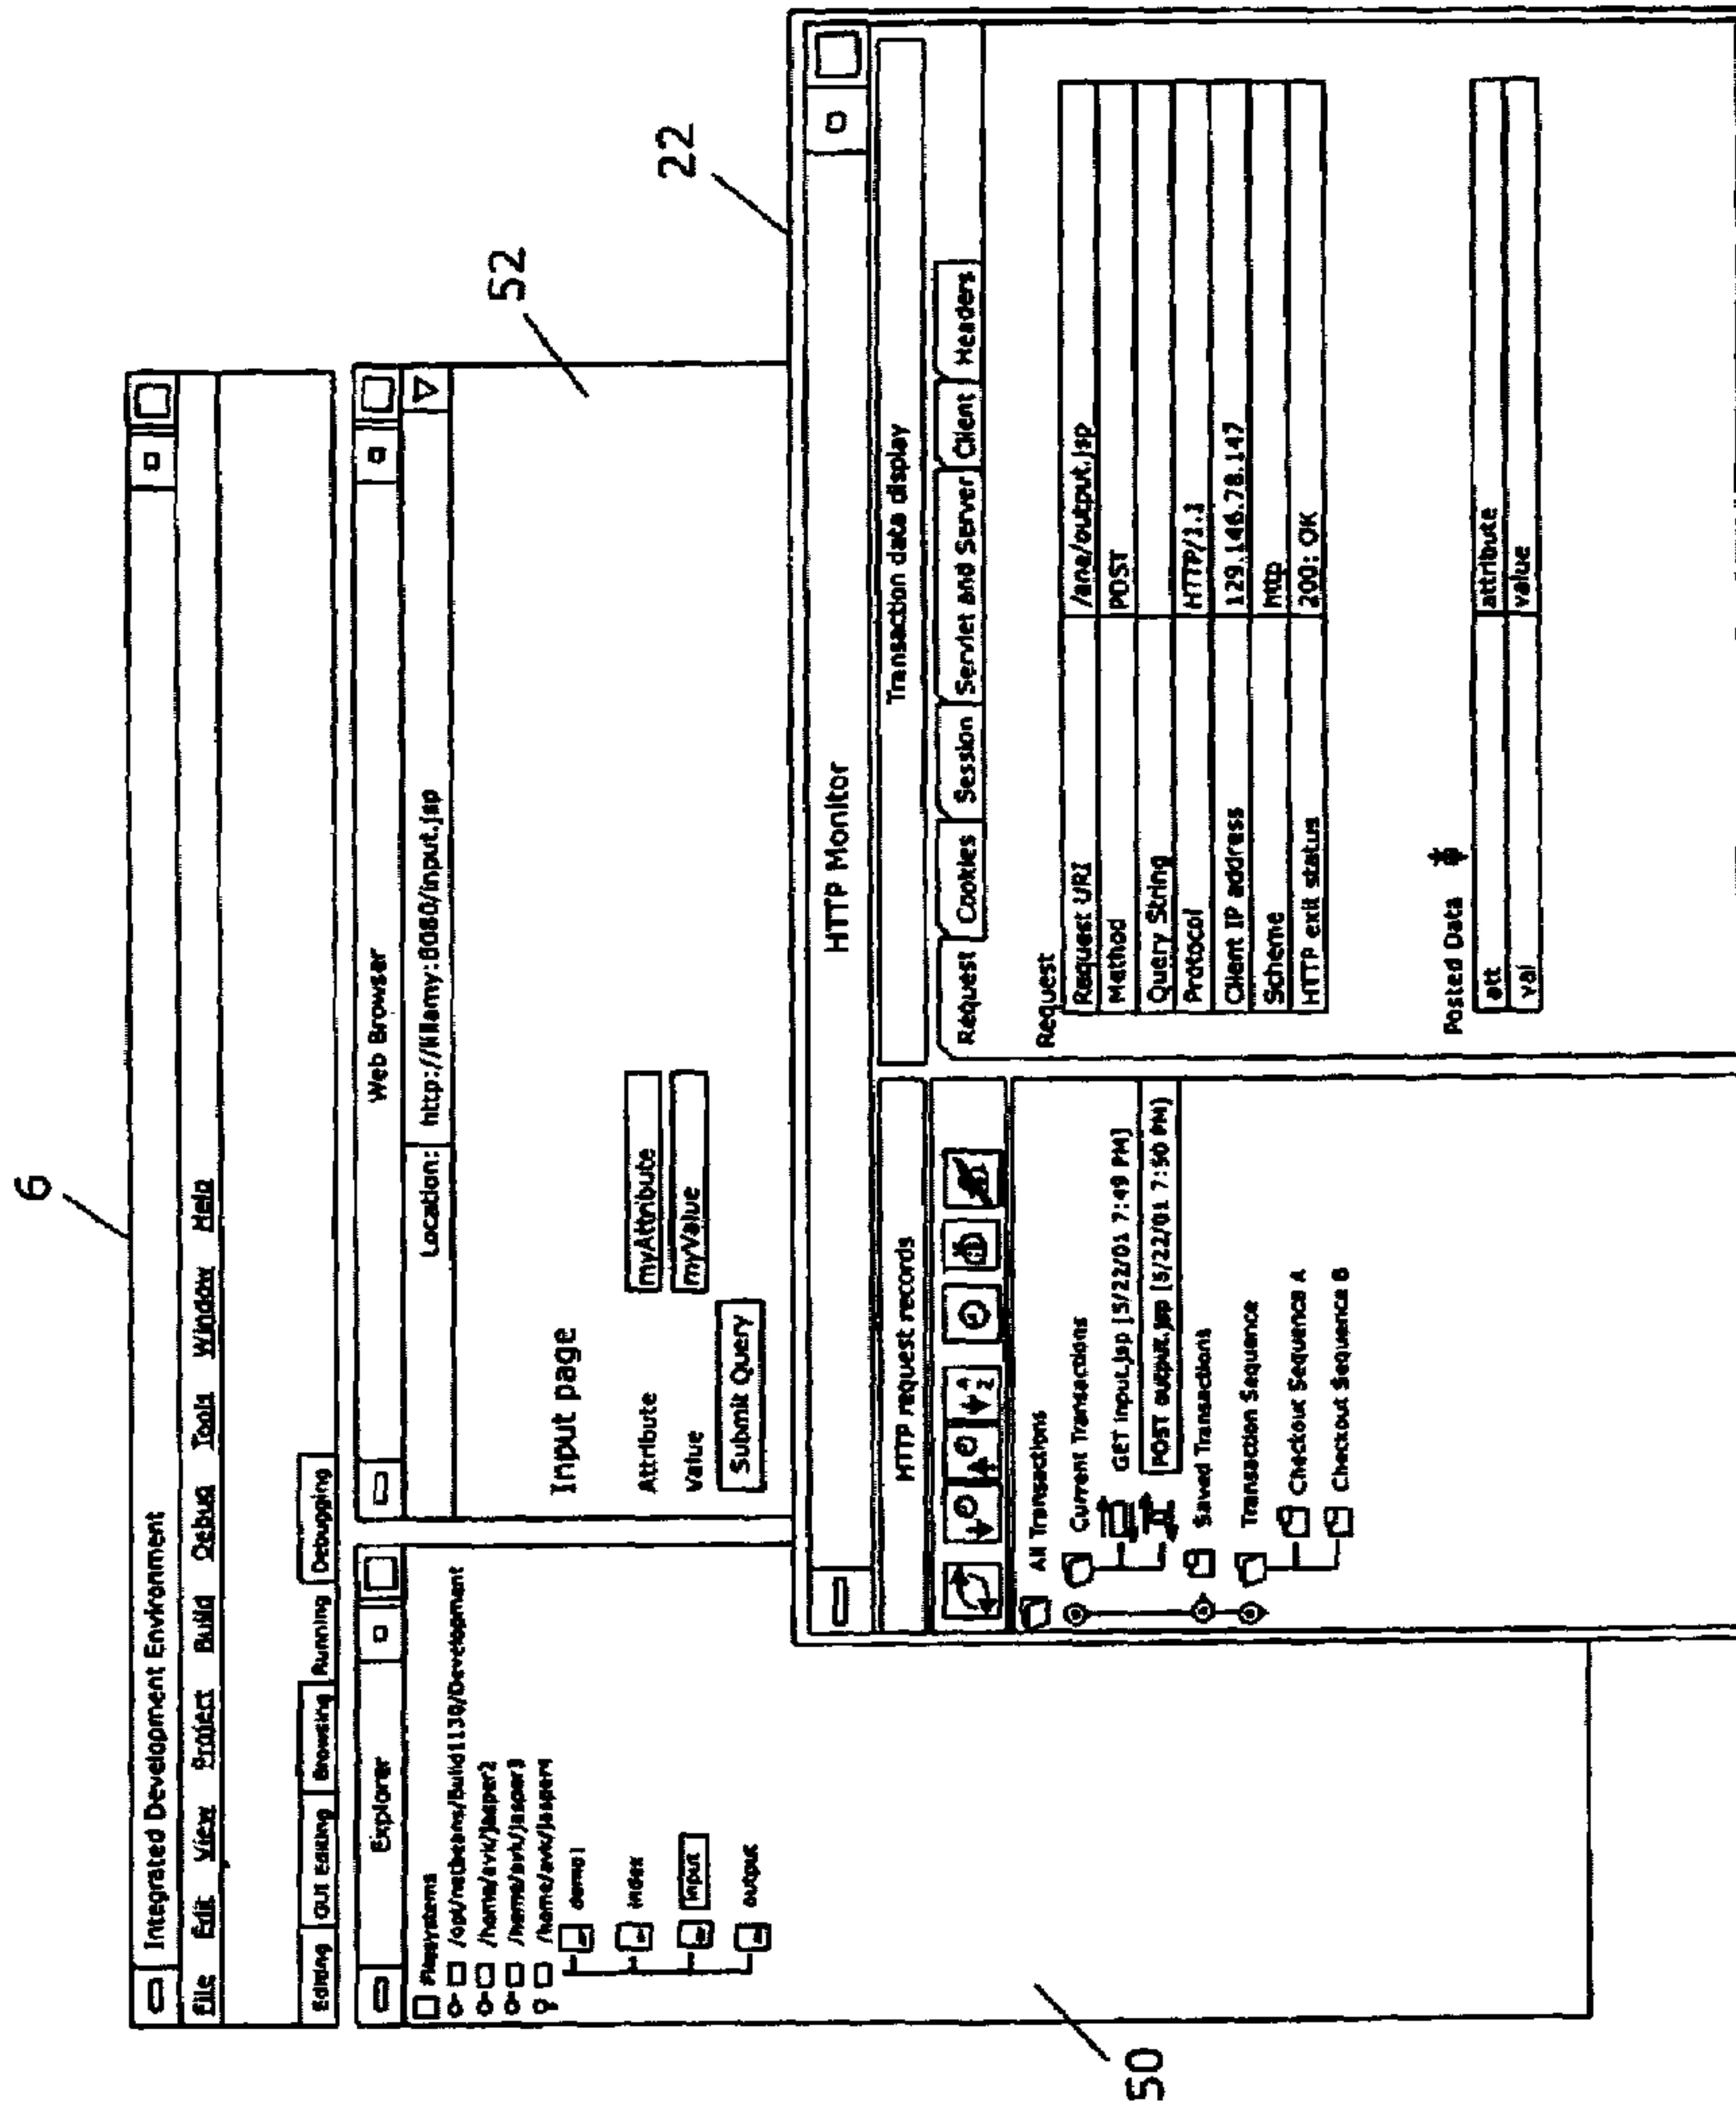 6
Integrated Development Environment
File Edit View Project Build Debug Tools Window Help
Editing GUI Editing Browsing Running Debugging
Explorer
Filesystems
/opt/netbeans/Build1130/Development
/home/avk/jasper2
/home/avk/jasper3
/home/avk/jasper4
demo1
index
input
output
50
Web Browser
Location: http://killamy:8080/input.jsp
Input page
Attribute myAttribute
Value myValue
Submit Query
52
22
HTTP Monitor
HTTP request records
A
Z
All Transactions
Current Transactions
GET input.jsp [5/22/01 7:49 PM]
POST output.jsp [5/22/01 7:50 PM]
Saved Transactions
Transaction Sequence
Checkout Sequence A
Checkout Sequence B
Transaction data display
Request Cookies Session Servlet and Server Client Headers
Request
Request URI /ana/output.jsp
Method POST
Query String
Protocol HTTP/1.1
Client IP address 129.146.78.147
Scheme http
HTTP exit status 200: OK
Posted Data
att attribute
val value